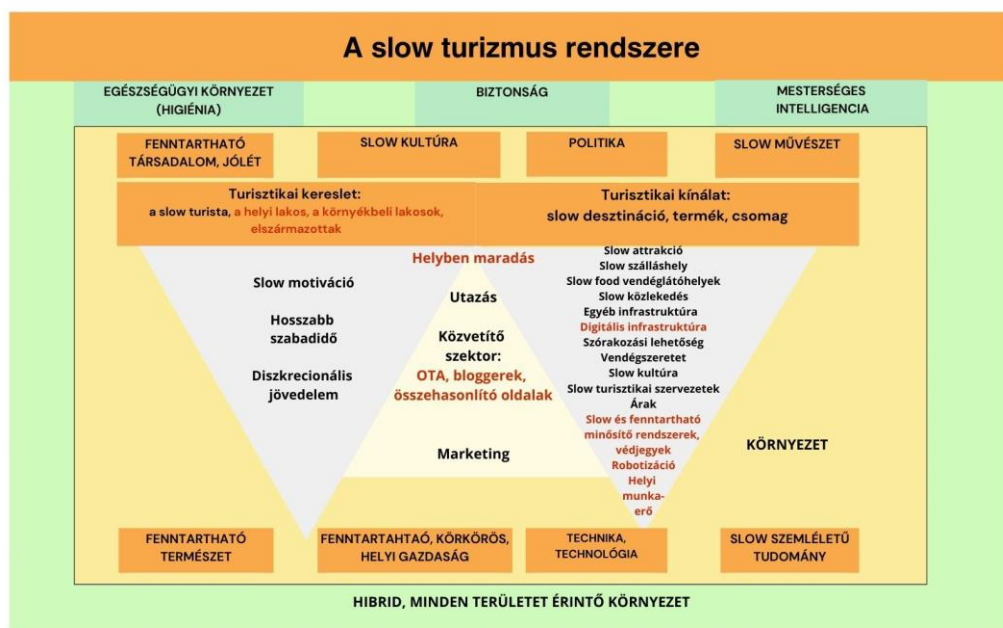 A slow turizmus rendszere
EGÉSZSÉGÜGYI KÖRNYEZET
(HIGIÉNIA)
BIZTONSÁG
MESTERSÉGES
INTELLIGENCIA
FENNTARTHATÓ
TÁRSADALOM, JÓLÉT
SLOW KULTÚRA
POLITIKA
SLOW MŰVÉSZET
Turisztikai kereslet:
a slow turista, a helyi lakos, a környékbeli lakosok,
elszármazottak
Turisztikai kínálat:
slow desztináció, termék, csomag
Slow motiváció
Hosszabb
szabadidő
Diszkrecionális
jövedelem
Helyben maradás
Utazás
Közvetítő
szektor:
OTA, bloggerek,
összehasonlító oldalak
Marketing
Slow attrakció
Slow szálláshely
Slow food vendéglátóhelyek
Slow közlekedés
Egyéb infrastruktúra
Digitális infrastruktúra
Szórakozási lehetőség
Vendégszeretet
Slow kultúra
Slow turisztikai szervezetek
Árak
Slow és fenntartható
minősítő rendszerek,
védjegyek
Robotizáció
Helyi
munka-
erő
KÖRNYEZET
FENNTARTHATÓ
TERMÉSZET
FENNTARTAHTAÓ, KÖRKÖRÖS,
HELYI GAZDASÁG
TECHNIKA,
TECHNOLÓGIA
SLOW SZEMLÉLETŰ
TUDOMÁNY
HIBRID, MINDEN TERÜLETET ÉRINTŐ KÖRNYEZET